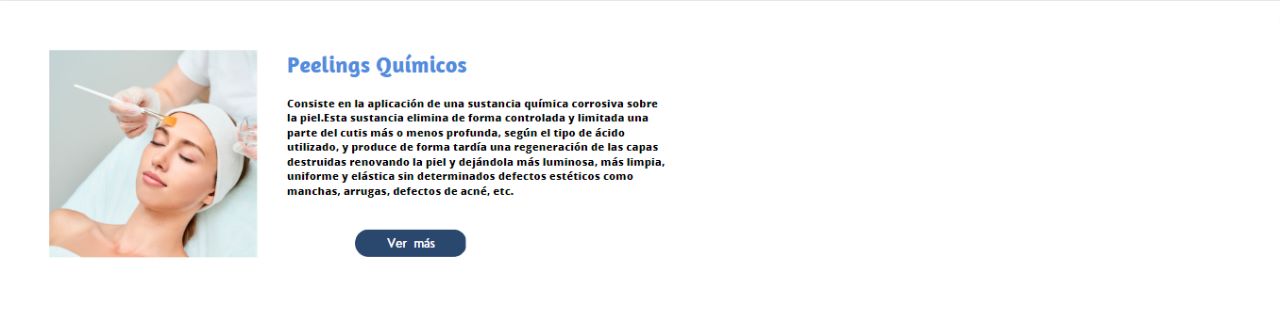 Peelings Químicos
Consiste en la aplicación de una sustancia química corrosiva sobre
la piel.Esta sustancia elimina de forma controlada y limitada una
parte del cutis más o menos profunda, según el tipo de ácido
utilizado, y produce de forma tardía una regeneración de las capas
destruidas renovando la piel y dejándola más luminosa, más limpia,
uniforme y elástica sin determinados defectos estéticos como
manchas, arrugas, defectos de acné, etc.
Ver más